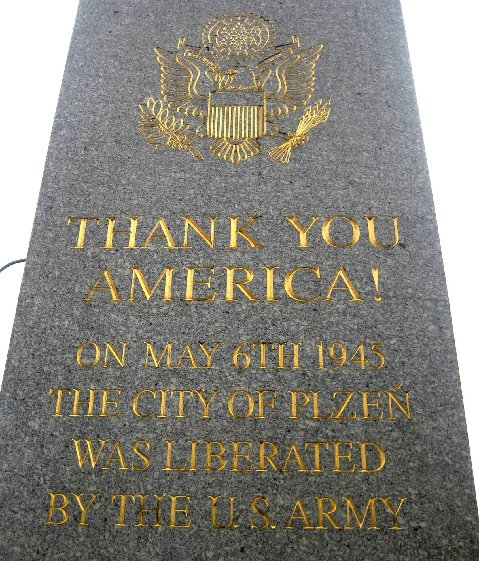 THANK YOU
AMERICA!
ON MAY 6TH 1945
THE CITY OF PLZEŇ
WAS LIBERATED
BY THE U.S. ARMY